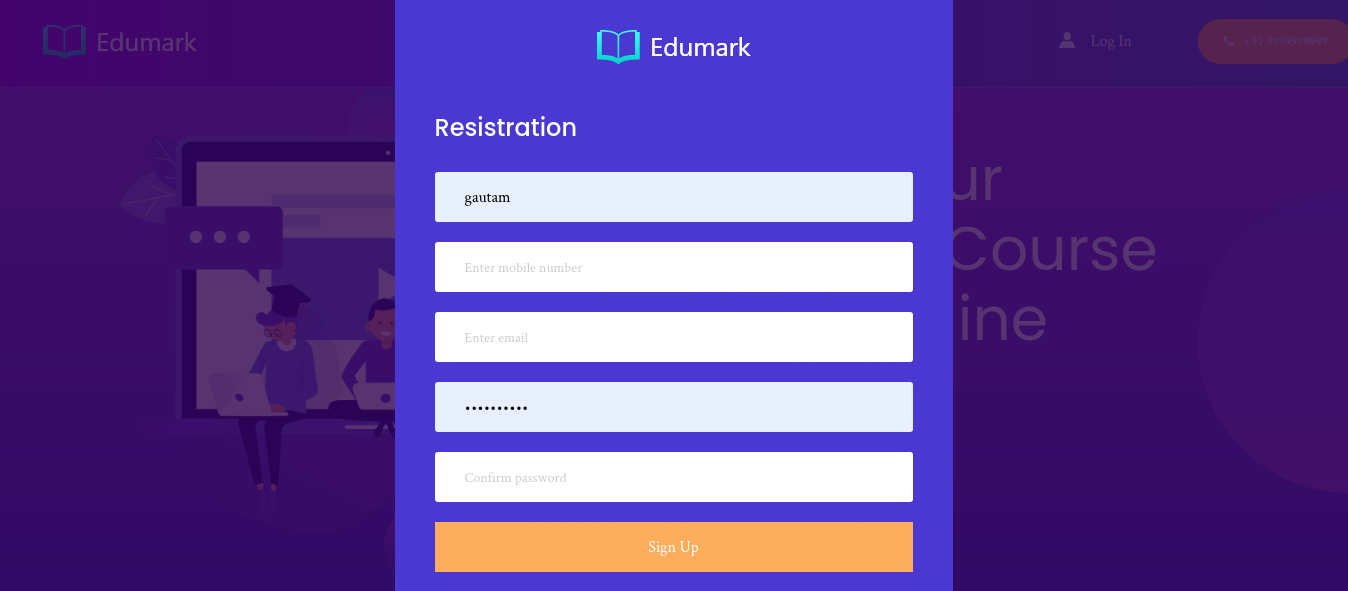 Edumark
Log In
+91 9999999999
ur
Course
ine
Edumark
Resistration
gautam
Enter mobile number
Enter email
••••••••••
Confirm password
Sign Up